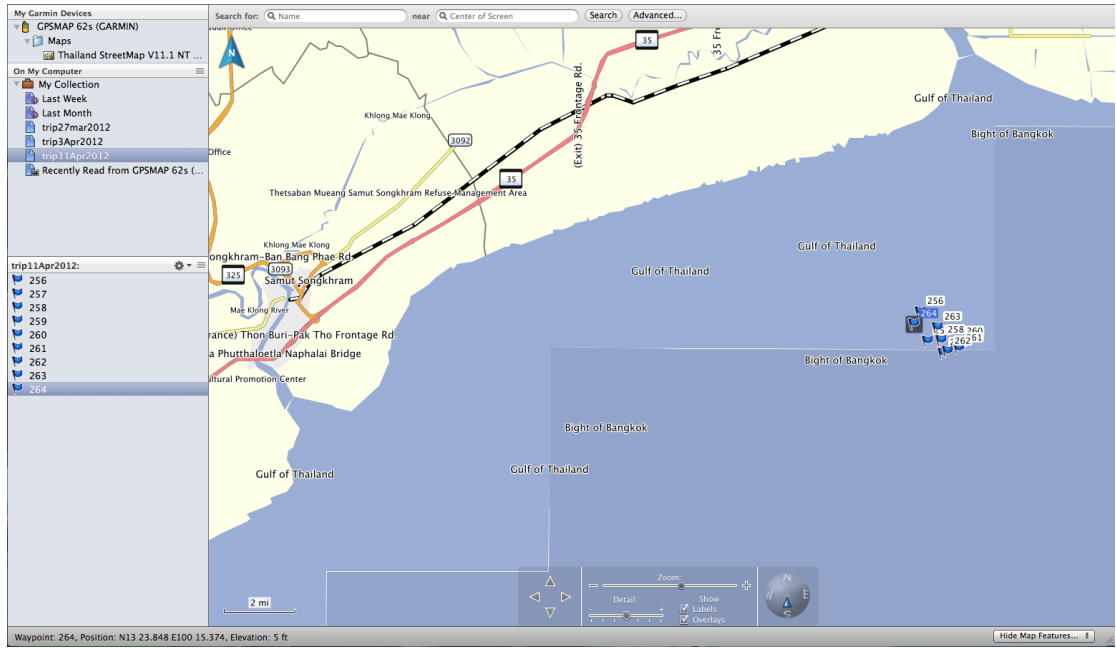 My Garmin Devices
GPSMAP 62s (GARMIN)
Maps
Thailand StreetMap V11.1 NT ...
On My Computer
My Collection
Last Week
Last Month
trip27mar2012
trip3Apr2012
trip11Apr2012
Recently Read from GPSMAP 62s (...
trip11Apr2012:
256
257
258
259
260
261
262
263
264
Search for: Name near Center of Screen Search Advanced...
N
35
35 Fr
(Exit) 35 Frontage Rd.
Gulf of Thailand
Bight of Bangkok
Khlong Mae Klong
3092
Office
35
Thetsaban Mueang Samut Songkhram Refuse Management Area
Khlong Mae Klong
ongkhram-Ban Bang Phae Rd
325
3093
Samut Songkhram
Mae Klong River
rance) Thon Buri-Pak Tho Frontage Rd.
a Phutthaloetla Naphalai Bridge
ultural Promotion Center
Gulf of Thailand
Gulf of Thailand
256
264
263
258
260
262
261
Bight of Bangkok
Bight of Bangkok
Gulf of Thailand
Gulf of Thailand
2 mi
Zoom:
Detail:
Show:
Labels
Overlays
N
W
E
S
Waypoint: 264, Position: N13 23.848 E100 15.374, Elevation: 5 ft
Hide Map Features...